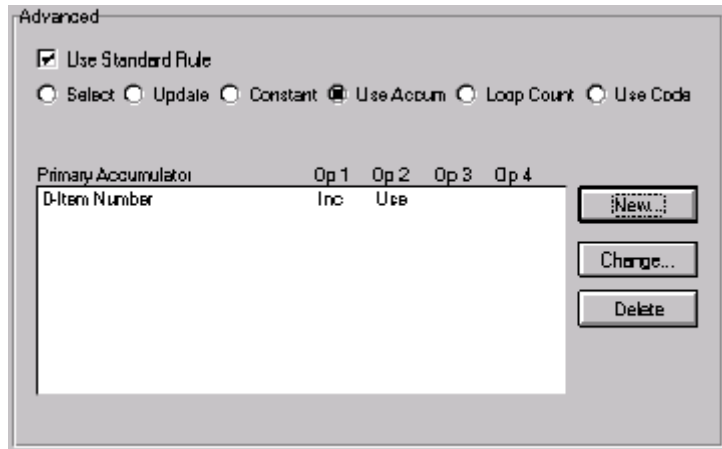 Advanced
Use Standard Rule
Select Update Constant Use Accum Loop Count Use Code
Primary Accumulator Op 1 Op 2 Op 3 Op 4
0-Item Number Inc Use
New...
Change...
Delete